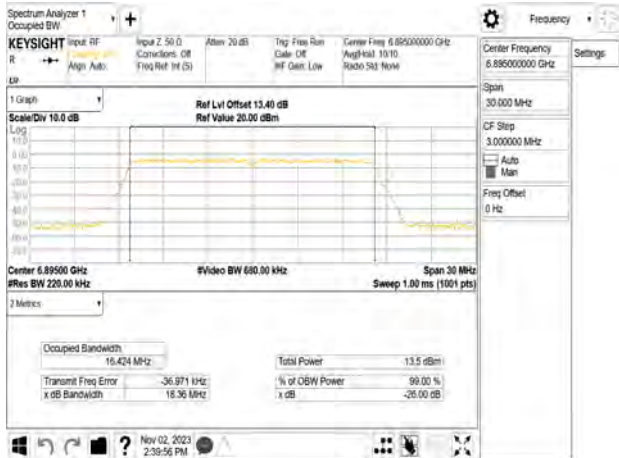 Spectrum Analyzer 1
Occupied BW
+
Frequency
KEYSIGHT
Input: RF
Input Z: 50 Ω
Atten: 20 dB
Trig: Free Run
Center Freq: 6.895000000 GHz
R
Corrections: Off
Gate: Off
Avg|Hold: 10/10
Align: Auto
Freq Ref: Int (S)
#IF Gain: Low
Radio Std: None
Center Frequency
6.895000000 GHz
Settings
Span
30.000 MHz
CF Step
3.000000 MHz
Auto
Man
Freq Offset
0 Hz
1 Graph
Ref Lvl Offset 13.40 dB
Scale/Div 10.0 dB
Ref Value 20.00 dBm
Log
10.0
0.00
Center 6.89500 GHz
#Video BW 680.00 kHz
Span 30 MHz
#Res BW 220.00 kHz
Sweep 1.00 ms (1001 pts)
2 Metrics
Occupied Bandwidth
16.424 MHz
Total Power
13.5 dBm
Transmit Freq Error
-36.971 kHz
% of OBW Power
99.00 %
x dB Bandwidth
18.36 MHz
x dB
-26.00 dB
?
Nov 02, 2023
2:39:56 PM